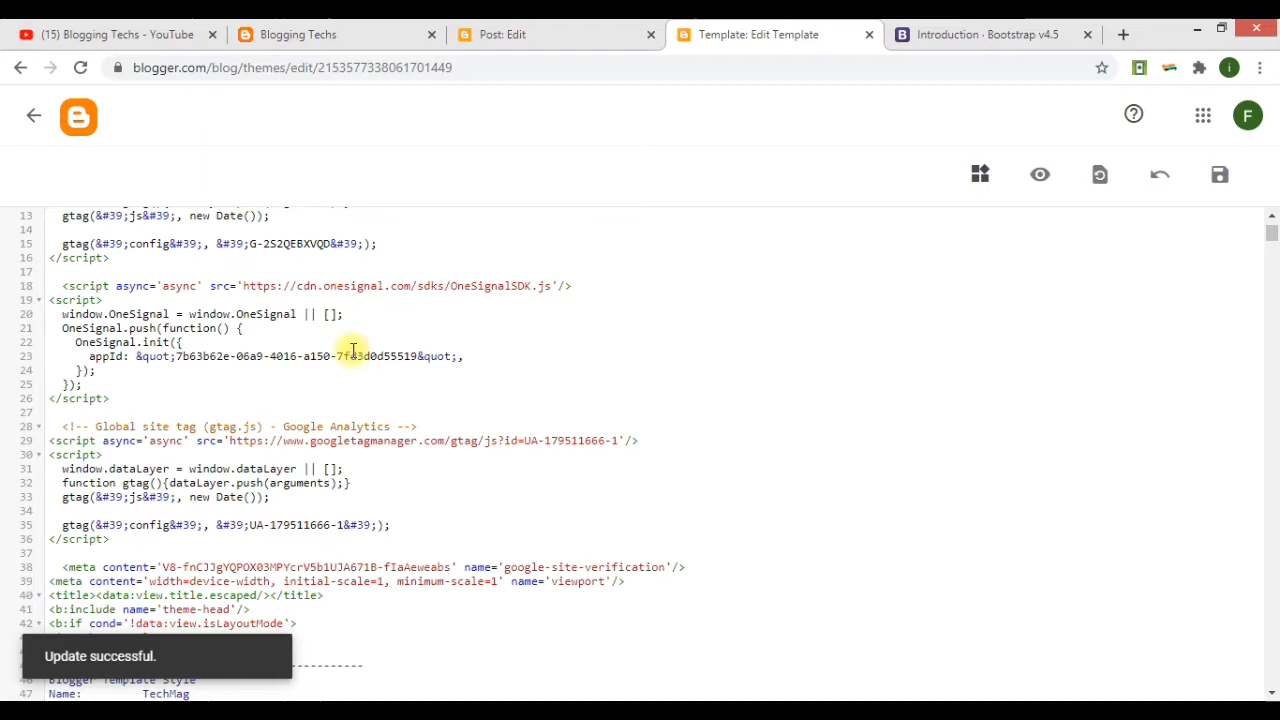 (15) Blogging Techs - YouTube
Blogging Techs
Post: Edit
Template: Edit Template
Introduction · Bootstrap v4.5
blogger.com/blog/themes/edit/2153577338061701449
i
F
13 gtag(&#39;js&#39;, new Date());
14
15 gtag(&#39;config&#39;, &#39;G-2S2QEBXVQD&#39;);
16 </script>
17
18 <script async='async' src='https://cdn.onesignal.com/sdks/OneSignalSDK.js'/>
19 <script>
20 window.OneSignal = window.OneSignal || [];
21 OneSignal.push(function() {
22 OneSignal.init({
23 appId: &quot;7b63b62e-06a9-4016-a150-7fd3d0d55519&quot;,
24 });
25 });
26 </script>
27
28 <!-- Global site tag (gtag.js) - Google Analytics -->
29 <script async='async' src='https://www.googletagmanager.com/gtag/js?id=UA-179511666-1'/>
30 <script>
31 window.dataLayer = window.dataLayer || [];
32 function gtag(){dataLayer.push(arguments);}
33 gtag(&#39;js&#39;, new Date());
34
35 gtag(&#39;config&#39;, &#39;UA-179511666-1&#39;);
36 </script>
37
38 <meta content='V8-fnCJJgYQPOX03MPYcrV5b1UJA671B-fIaAeweabs' name='google-site-verification'/>
39 <meta content='width=device-width, initial-scale=1, minimum-scale=1' name='viewport'/>
40 <title><data:view.title.escaped/></title>
41 <b:include name='theme-head'/>
42 <b:if cond='!data:view.isLayoutMode'>
Update successful.
------------
46 Blogger Template Style
47 Name: TechMag